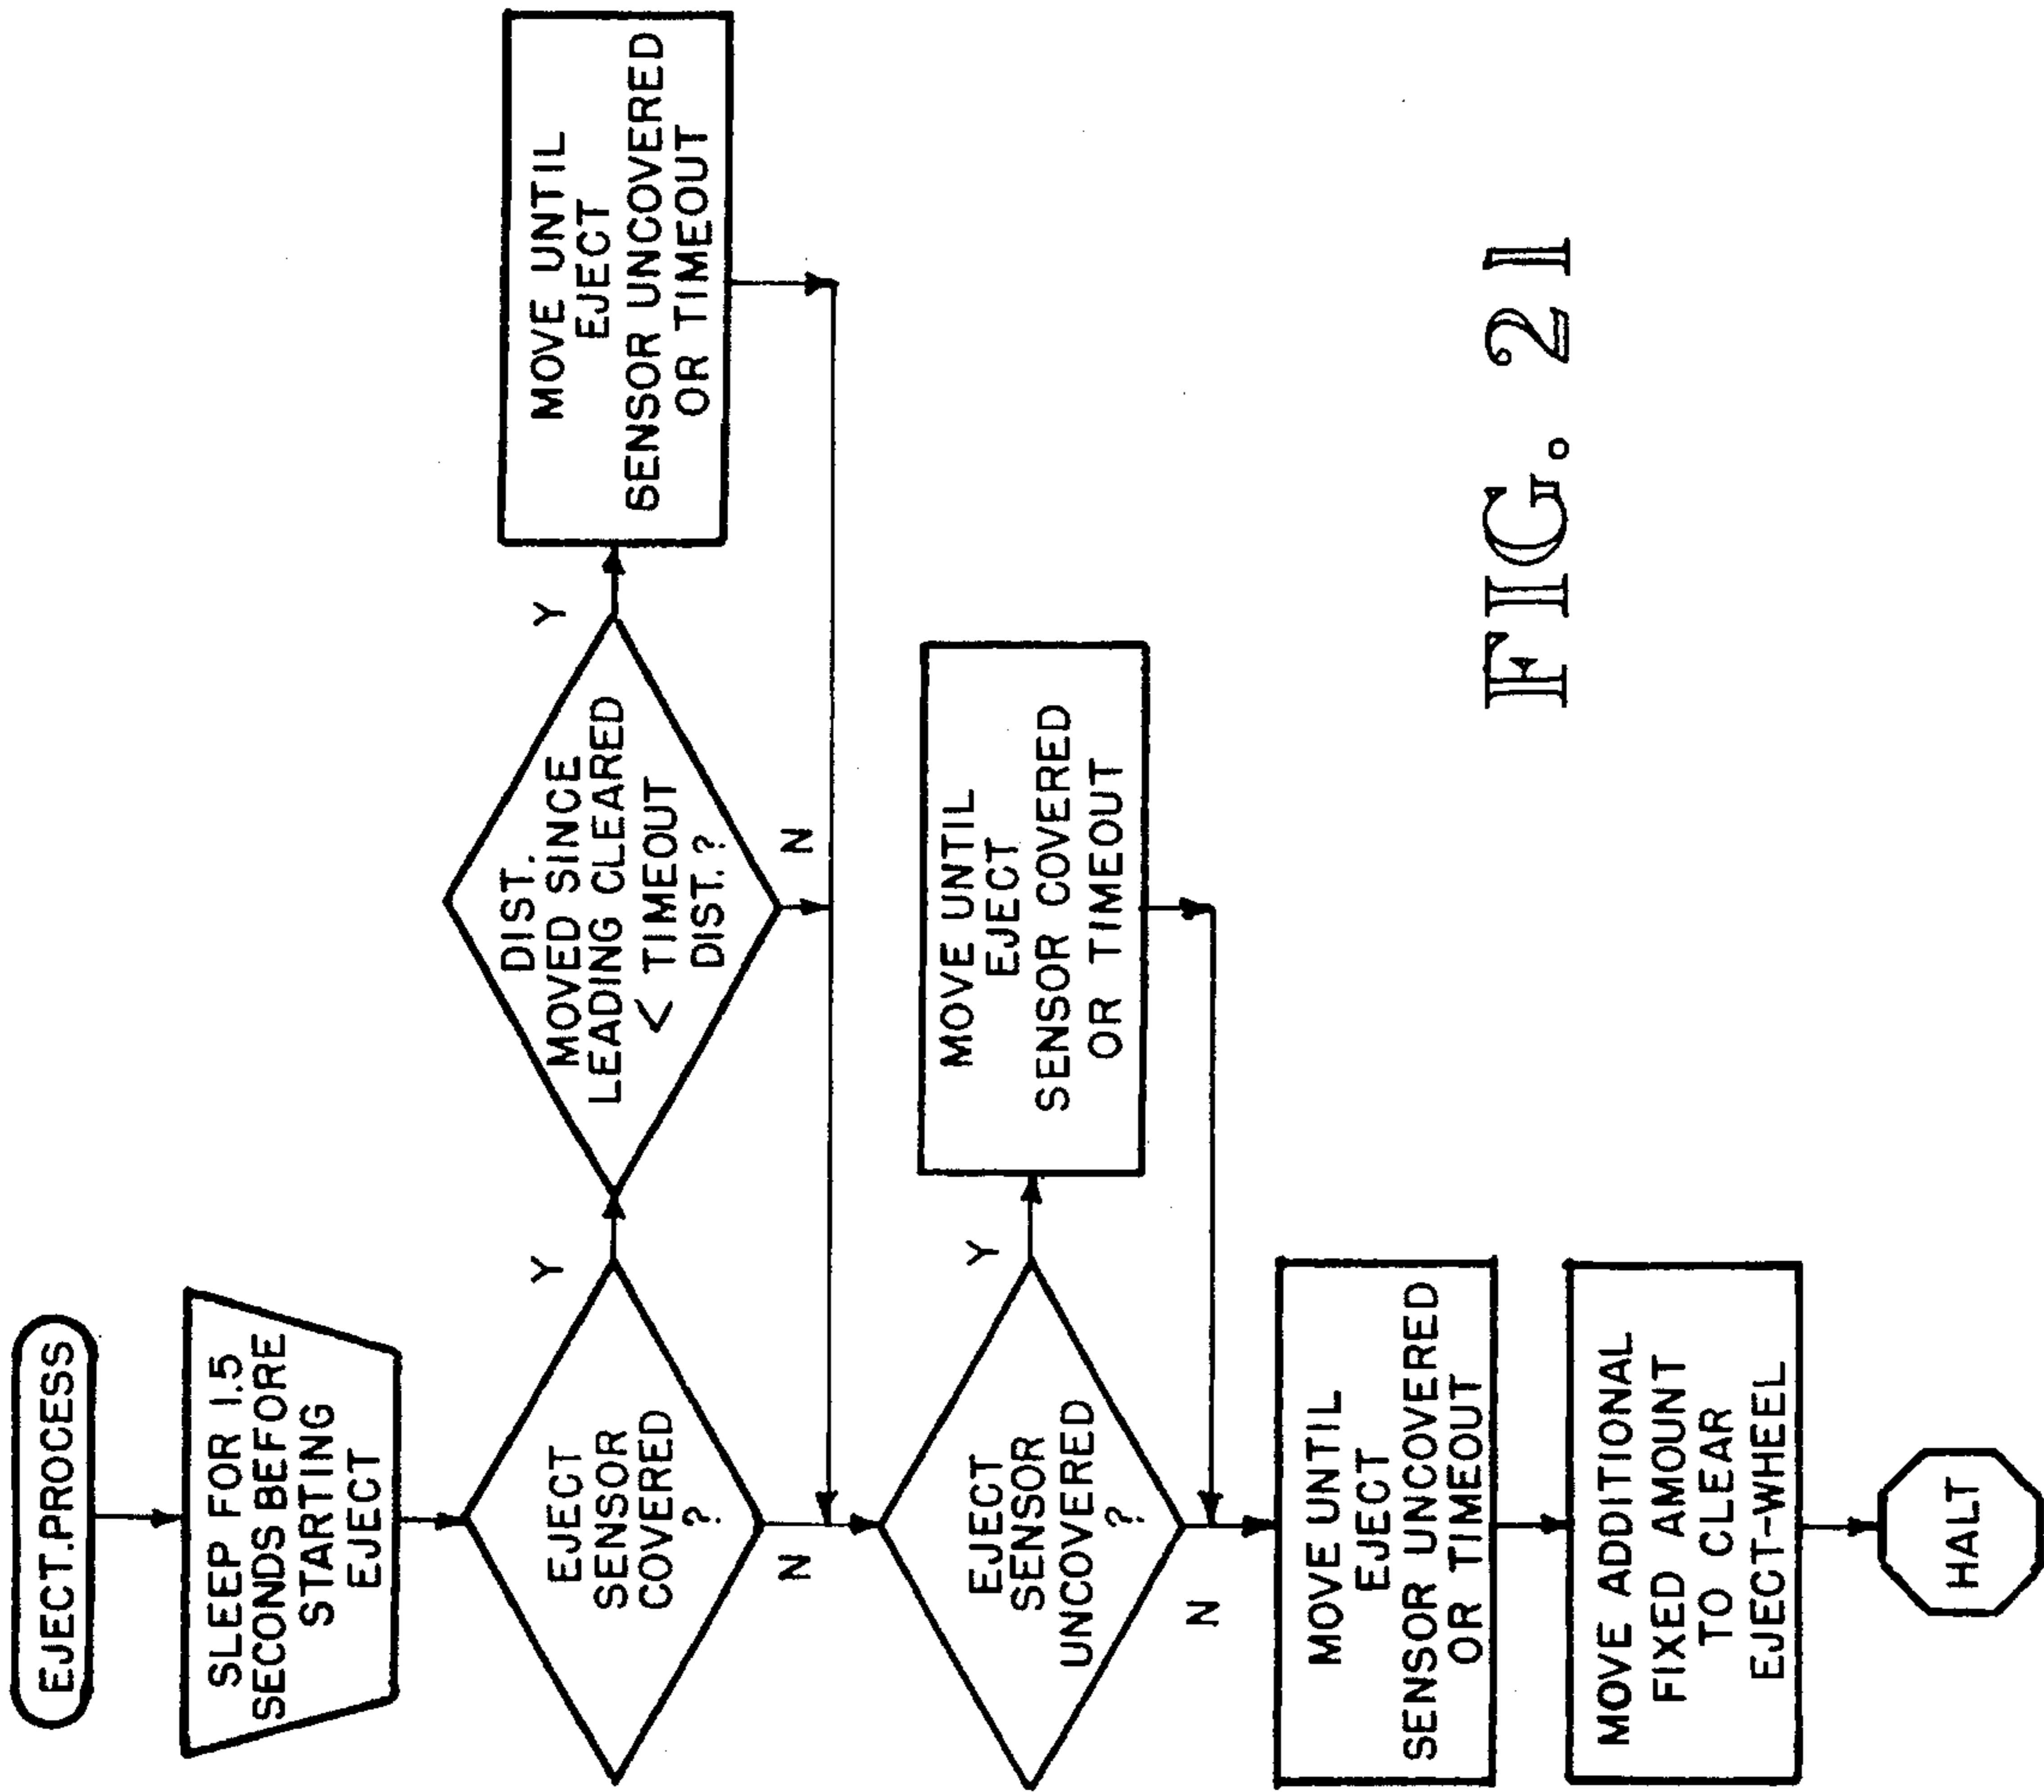 EJECT.PROCESS
SLEEP FOR 1.5
SECONDS BEFORE
STARTING
EJECT
EJECT
SENSOR
COVERED
?
Y
N
DIST.
MOVED SINCE
LEADING CLEARED
< TIMEOUT
DIST.?
Y
N
MOVE UNTIL
EJECT
SENSOR UNCOVERED
OR TIMEOUT
EJECT
SENSOR
UNCOVERED
?
Y
N
MOVE UNTIL
EJECT
SENSOR COVERED
OR TIMEOUT
MOVE UNTIL
EJECT
SENSOR UNCOVERED
OR TIMEOUT
MOVE ADDITIONAL
FIXED AMOUNT
TO CLEAR
EJECT-WHEEL
HALT
FIG. 21